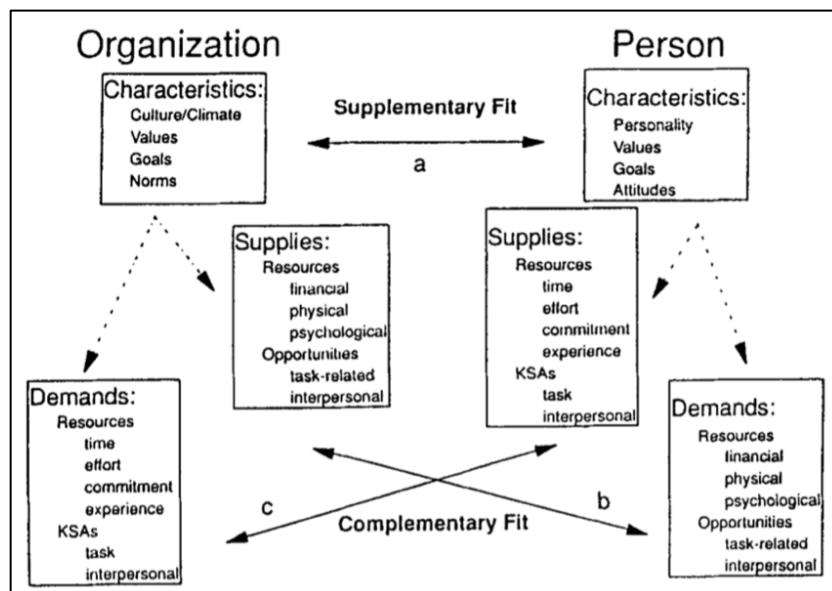 Organization
Person
Characteristics:
Culture/Climate
Values
Goals
Norms
Supplementary Fit
a
Characteristics:
Personality
Values
Goals
Attitudes
Supplies:
Resources
financial
physical
psychological
Opportunities
task-related
interpersonal
Supplies:
Resources
time
effort
commitment
experience
KSAs
task
interpersonal
Demands:
Resources
time
effort
commitment
experience
KSAs
task
interpersonal
c
Complementary Fit
b
Demands:
Resources
financial
physical
psychological
Opportunities
task-related
interpersonal